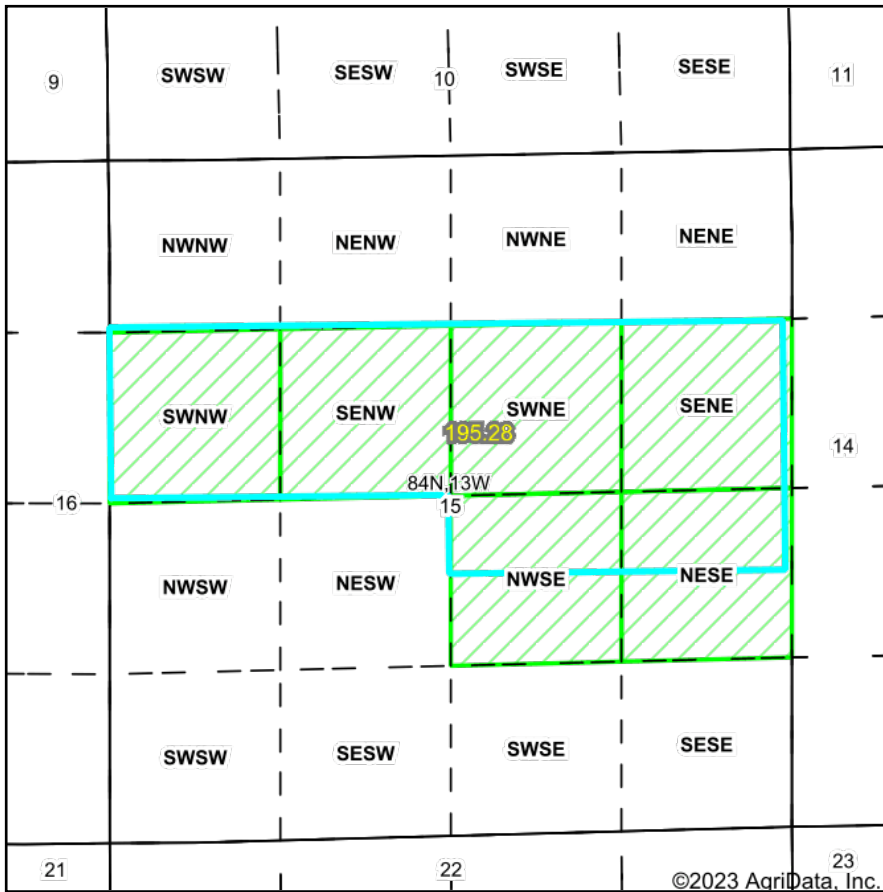 9 SWSW SESW 10 SWSE SESE 11
NWNW NENW NWNE NENE
SWNW SENW SWNE SENE
195.28
14
84N,13W
16 15
NWSW NESW NWSE NESE
SWSW SESW SWSE SESE
21 22 23
©2023 AgriData, Inc.